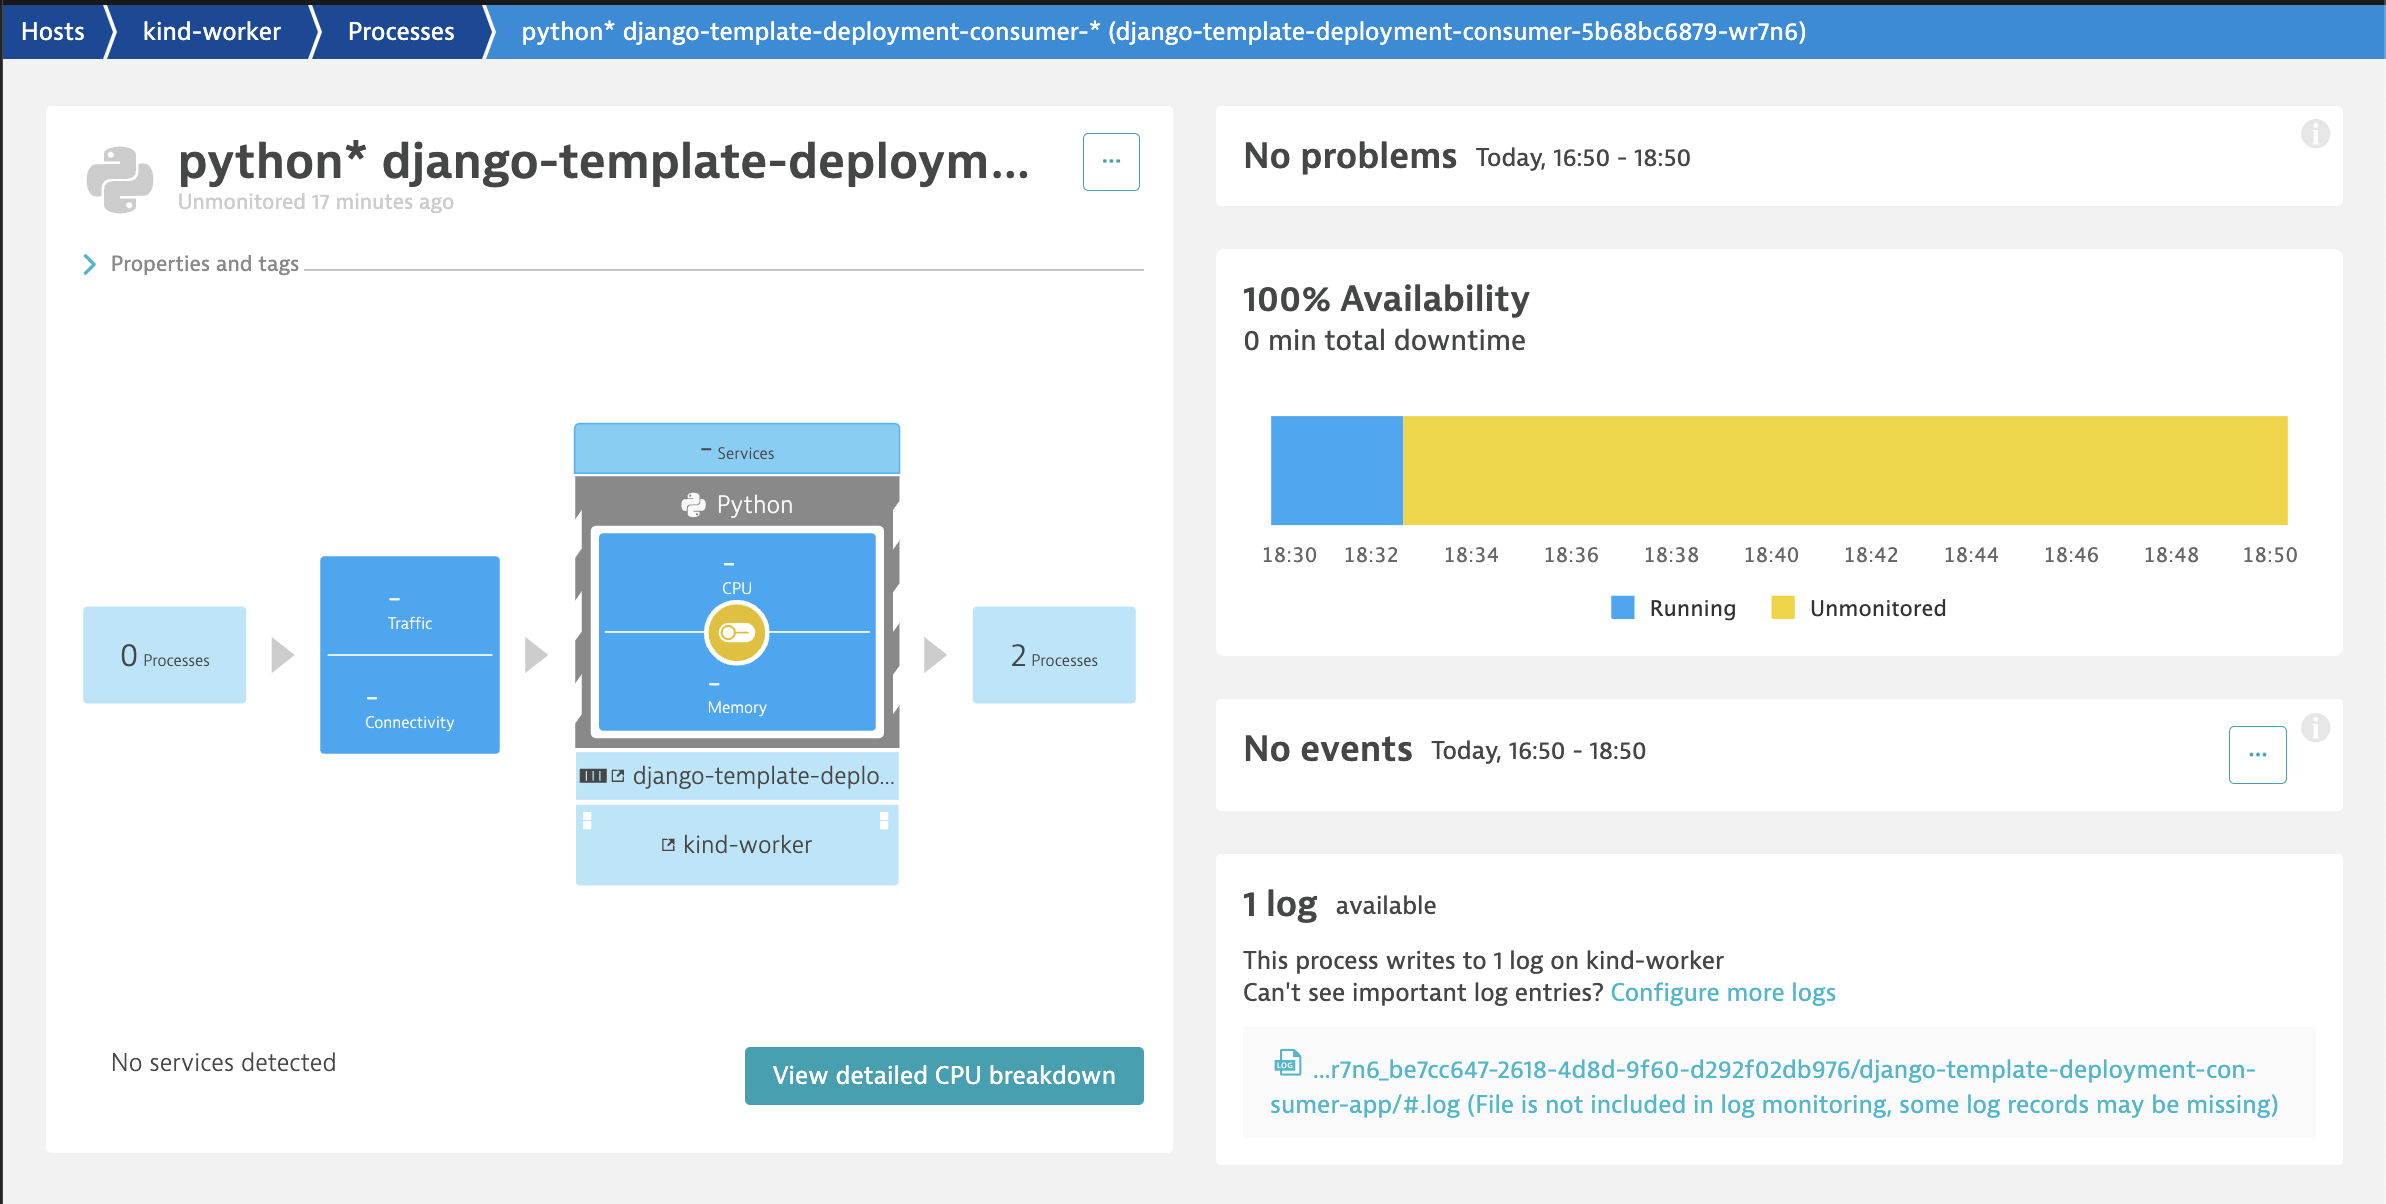 Hosts
kind-worker
Processes
python* django-template-deployment-consumer-* (django-template-deployment-consumer-5b68bc6879-wr7n6)
python* django-template-deploym...
...
Unmonitored 17 minutes ago
Properties and tags
– Services
Python
–
CPU
–
Memory
–
Traffic
–
Connectivity
0 Processes
2 Processes
django-template-deplo...
kind-worker
No services detected
View detailed CPU breakdown
No problems Today, 16:50 - 18:50
i
100% Availability
0 min total downtime
18:30 18:32 18:34 18:36 18:38 18:40 18:42 18:44 18:46 18:48 18:50
Running Unmonitored
No events Today, 16:50 - 18:50
...
i
1 log available
This process writes to 1 log on kind-worker
Can't see important log entries? Configure more logs
LOG ...r7n6_be7cc647-2618-4d8d-9f60-d292f02db976/django-template-deployment-con-
sumer-app/#.log (File is not included in log monitoring, some log records may be missing)